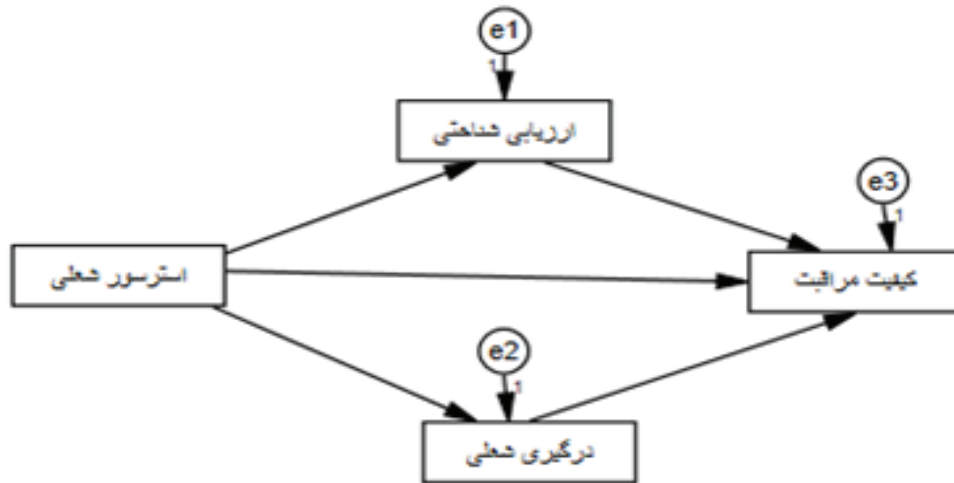 e1
1
ارزیابی شناختی
e3
1
استرسور شغلی
کیفیت مراقبت
e2
1
درگیری شغلی